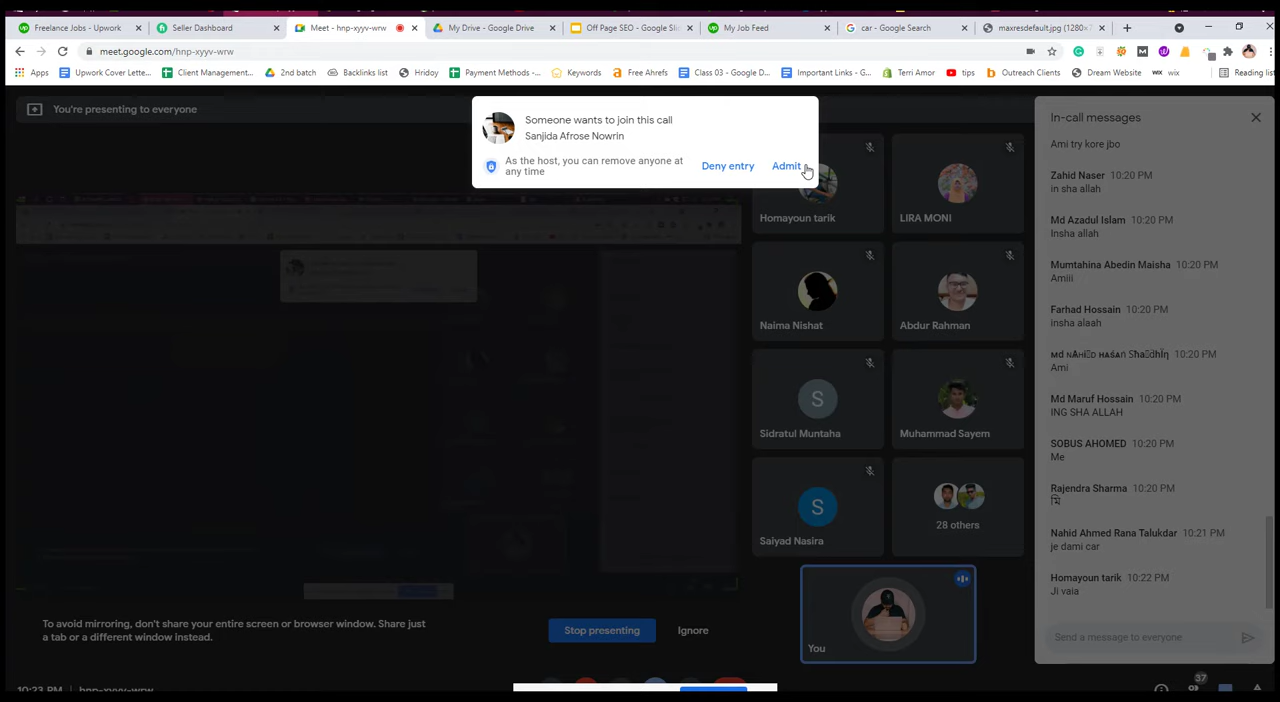 Freelance Jobs - Upwork
Seller Dashboard
Meet - hnp-xyyv-wrw
My Drive - Google Drive
Off Page SEO - Google Sli
My Job Feed
car - Google Search
maxresdefault.jpg (1280×7
meet.google.com/hnp-xyyv-wrw
Apps
Upwork Cover Lette...
Client Management...
2nd batch
Backlinks list
Hridoy
Payment Methods -...
Keywords
Free Ahrefs
Class 03 - Google D...
Important Links - G...
Terri Amor
tips
Outreach Clients
Dream Website
wix
Reading list
You're presenting to everyone
Someone wants to join this call
Sanjida Afrose Nowrin
As the host, you can remove anyone at
any time
Deny entry
Admit
Homayoun tarik
LIRA MONI
Naima Nishat
Abdur Rahman
S
Sidratul Muntaha
Muhammad Sayem
S
Saiyad Nasira
28 others
You
To avoid mirroring, don't share your entire screen or browser window. Share just
a tab or a different window instead.
Stop presenting
Ignore
10:23 PM | hnp-xyyv-wrw
In-call messages
Ami try kore jbo
Zahid Naser 10:20 PM
in sha allah
Md Azadul Islam 10:20 PM
Insha allah
Mumtahina Abedin Maisha 10:20 PM
Amiii
Farhad Hossain 10:20 PM
insha alaah
10:20 PM
Ami
Md Maruf Hossain 10:20 PM
ING SHA ALLAH
SOBUS AHOMED 10:20 PM
Me
Rajendra Sharma 10:20 PM
মি
Nahid Ahmed Rana Talukdar 10:21 PM
je dami car
Homayoun tarik 10:22 PM
Ji vaia
Send a message to everyone
37